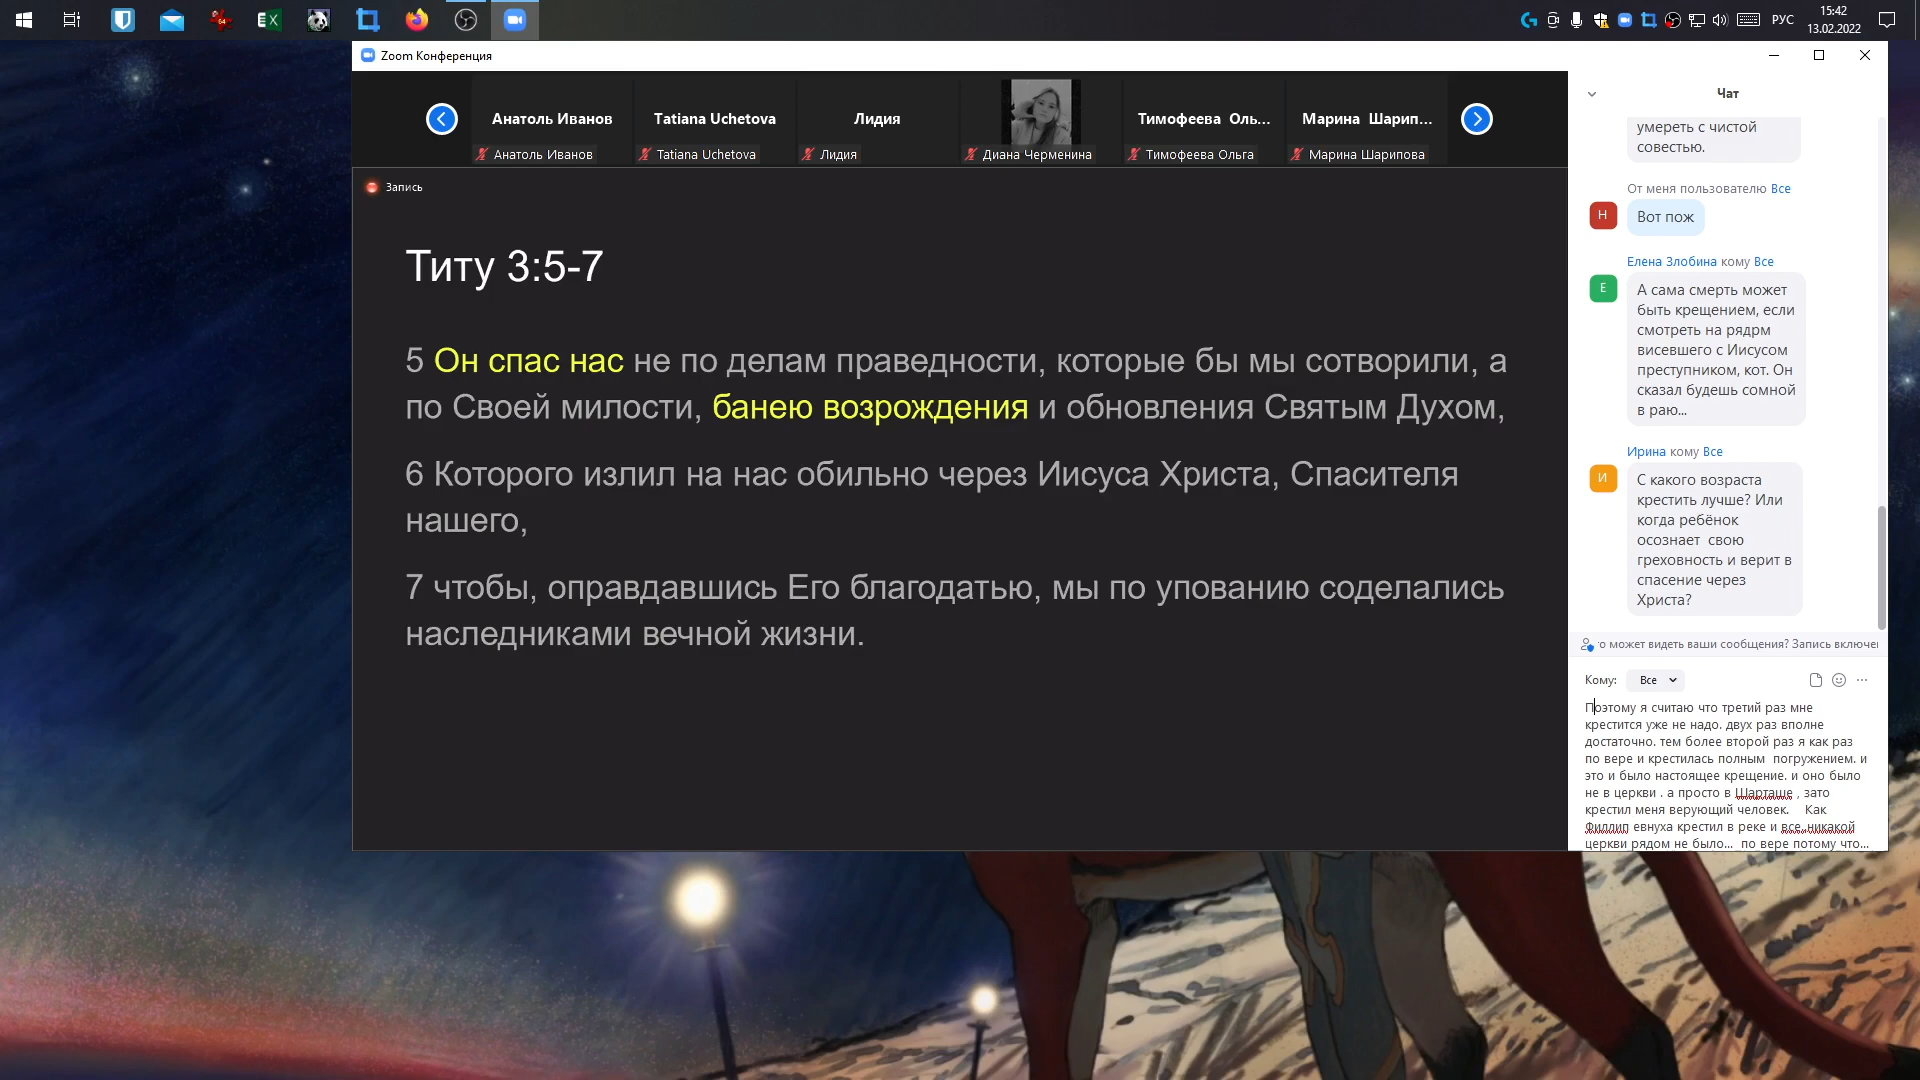 РУС
15:42
13.02.2022
64
Zoom Конференция
Анатоль Иванов
Tatiana Uchetova
Лидия
Тимофеева Оль...
Марина Шарип...
Анатоль Иванов
Tatiana Uchetova
Лидия
Диана Черменина
Тимофеева Ольга
Марина Шарипова
Запись
Титу 3:5-7
5 Он спас нас не по делам праведности, которые бы мы сотворили, а
по Своей милости, банею возрождения и обновления Святым Духом,
6 Которого излил на нас обильно через Иисуса Христа, Спасителя
нашего,
7 чтобы, оправдавшись Его благодатью, мы по упованию соделались
наследниками вечной жизни.
Чат
умереть с чистой
совестью.
От меня пользователю Все
Н
Вот пож
Елена Злобина кому Все
Е
А сама смерть может
быть крещением, если
смотреть на рядрм
висевшего с Иисусом
преступником, кот. Он
сказал будешь сомной
в раю...
Ирина кому Все
И
С какого возраста
крестить лучше? Или
когда ребёнок
осознает свою
греховность и верит в
спасение через
Христа?
о может видеть ваши сообщения? Запись включе
Кому: Все
Поэтому я считаю что третий раз мне
крестится уже не надо. двух раз вполне
достаточно. тем более второй раз я как раз
по вере и крестилась полным погружением. и
это и было настоящее крещение. и оно было
не в церкви . а просто в Шарташе , зато
крестил меня верующий человек. Как
Филлип евнуха крестил в реке и все,.никакой
церкви рядом не было... по вере потому что...